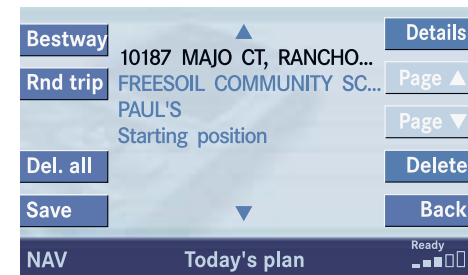 Bestway
Details
10187 MAJO CT, RANCHO...
Rnd trip
FREESOIL COMMUNITY SC...
Page
PAUL'S
Page
Starting position
Del. all
Delete
Save
Back
Ready
NAV
Today's plan